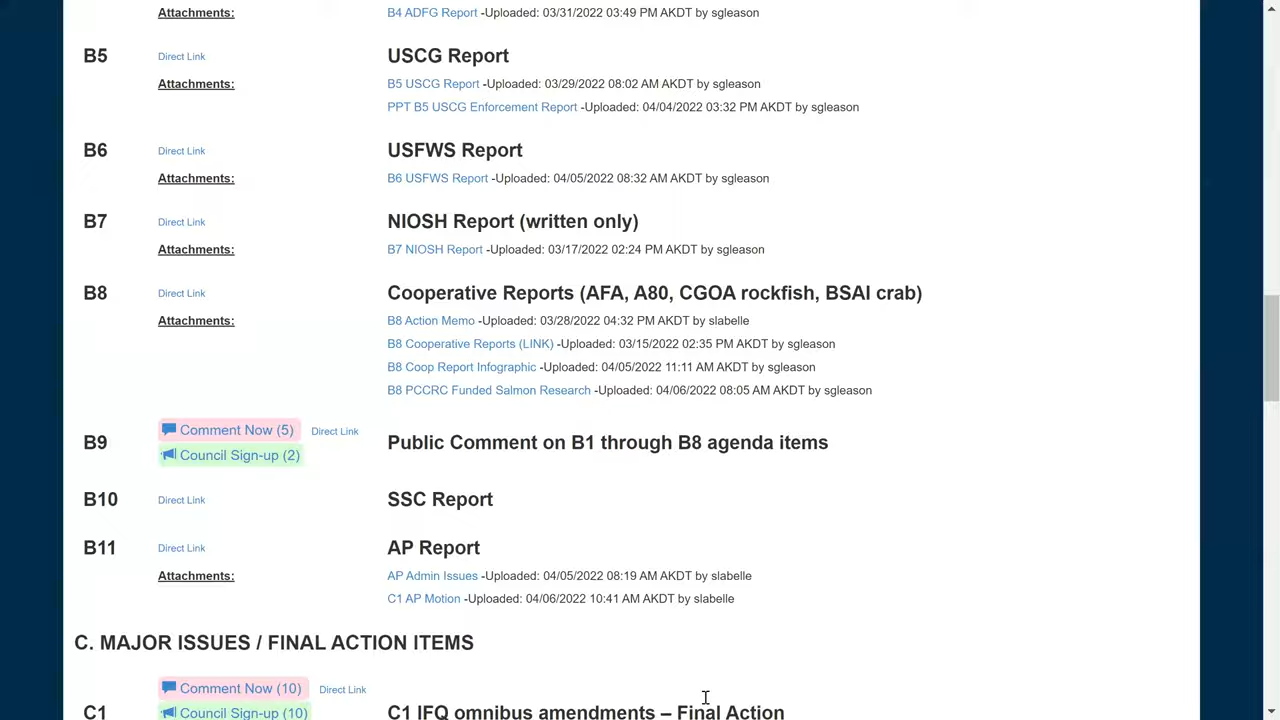 Attachments: B4 ADFG Report -Uploaded: 03/31/2022 03:49 PM AKDT by sgleason
B5 Direct Link USCG Report
Attachments: B5 USCG Report -Uploaded: 03/29/2022 08:02 AM AKDT by sgleason
PPT B5 USCG Enforcement Report -Uploaded: 04/04/2022 03:32 PM AKDT by sgleason
B6 Direct Link USFWS Report
Attachments: B6 USFWS Report -Uploaded: 04/05/2022 08:32 AM AKDT by sgleason
B7 Direct Link NIOSH Report (written only)
Attachments: B7 NIOSH Report -Uploaded: 03/17/2022 02:24 PM AKDT by sgleason
B8 Direct Link Cooperative Reports (AFA, A80, CGOA rockfish, BSAI crab)
Attachments: B8 Action Memo -Uploaded: 03/28/2022 04:32 PM AKDT by slabelle
B8 Cooperative Reports (LINK) -Uploaded: 03/15/2022 02:35 PM AKDT by sgleason
B8 Coop Report Infographic -Uploaded: 04/05/2022 11:11 AM AKDT by sgleason
B8 PCCRC Funded Salmon Research -Uploaded: 04/06/2022 08:05 AM AKDT by sgleason
Comment Now (5) Direct Link
B9 Public Comment on B1 through B8 agenda items
Council Sign-up (2)
B10 Direct Link SSC Report
B11 Direct Link AP Report
Attachments: AP Admin Issues -Uploaded: 04/05/2022 08:19 AM AKDT by slabelle
C1 AP Motion -Uploaded: 04/06/2022 10:41 AM AKDT by slabelle
C. MAJOR ISSUES / FINAL ACTION ITEMS
Comment Now (10) Direct Link
C1 Council Sign-up (10) C1 IFQ omnibus amendments – Final Action